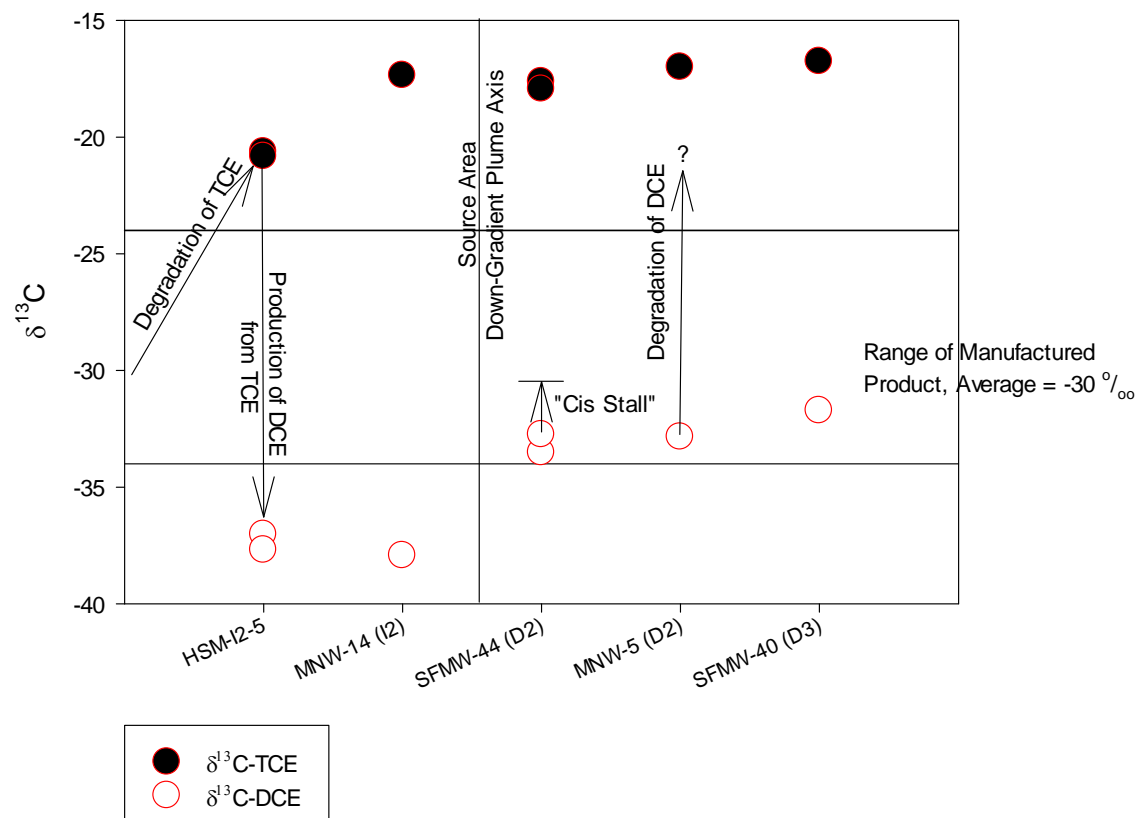 -15
-20
-25
-30
-35
-40
δ13C
Degradation of TCE
Production of DCE
from TCE
Source Area
Down-Gradient Plume Axis
"Cis Stall"
Degradation of DCE
?
Range of Manufactured
Product, Average = -30 o/oo
HSM-I2-5
MNW-14 (I2)
SFMW-44 (D2)
MNW-5 (D2)
SFMW-40 (D3)
δ13C-TCE
δ13C-DCE